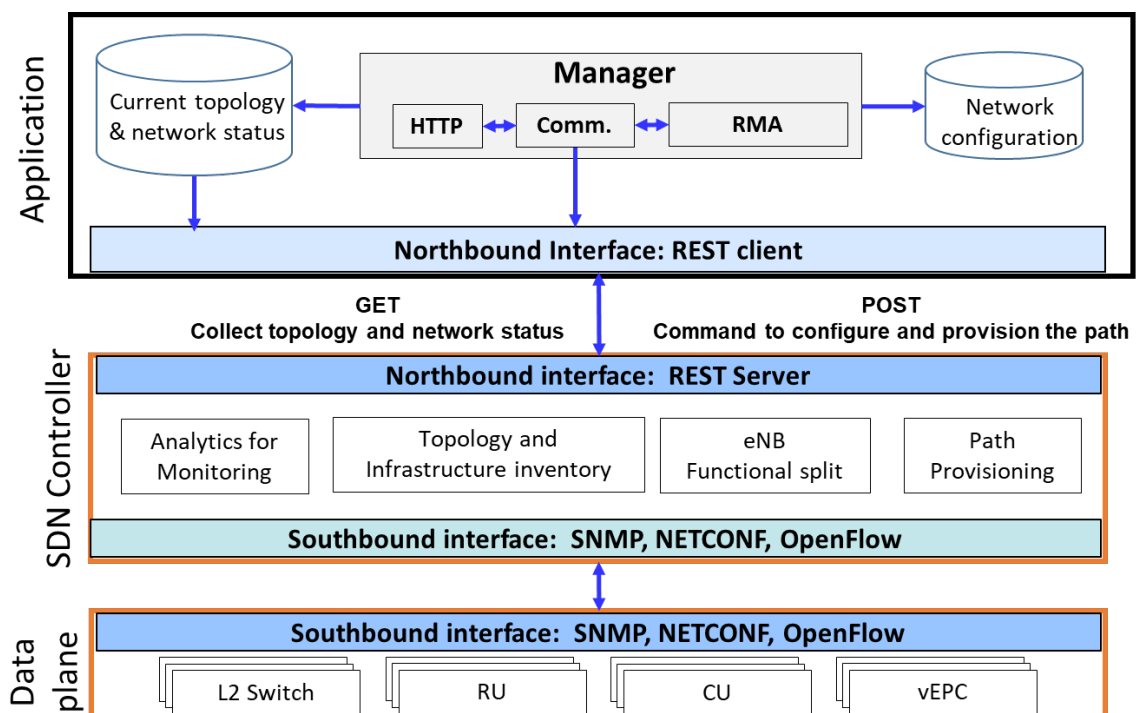 Application
Current topology
& network status
Manager
HTTP
Comm.
RMA
Network
configuration
Northbound Interface: REST client
GET
Collect topology and network status
POST
Command to configure and provision the path
SDN Controller
Northbound interface: REST Server
Analytics for
Monitoring
Topology and
Infrastructure inventory
eNB
Functional split
Path
Provisioning
Southbound interface: SNMP, NETCONF, OpenFlow
Data
plane
Southbound interface: SNMP, NETCONF, OpenFlow
L2 Switch
RU
CU
vEPC